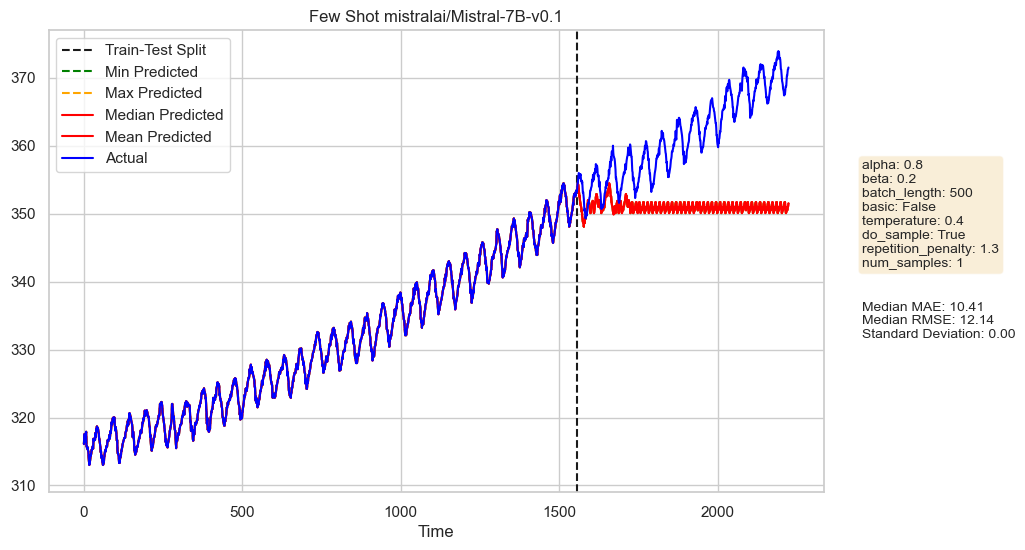 Few Shot mistralai/Mistral-7B-v0.1
Train-Test Split
Min Predicted
Max Predicted
Median Predicted
Mean Predicted
Actual
370
360
350
340
330
320
310
0
500
1000
1500
2000
Time
alpha: 0.8
beta: 0.2
batch_length: 500
basic: False
temperature: 0.4
do_sample: True
repetition_penalty: 1.3
num_samples: 1
Median MAE: 10.41
Median RMSE: 12.14
Standard Deviation: 0.00